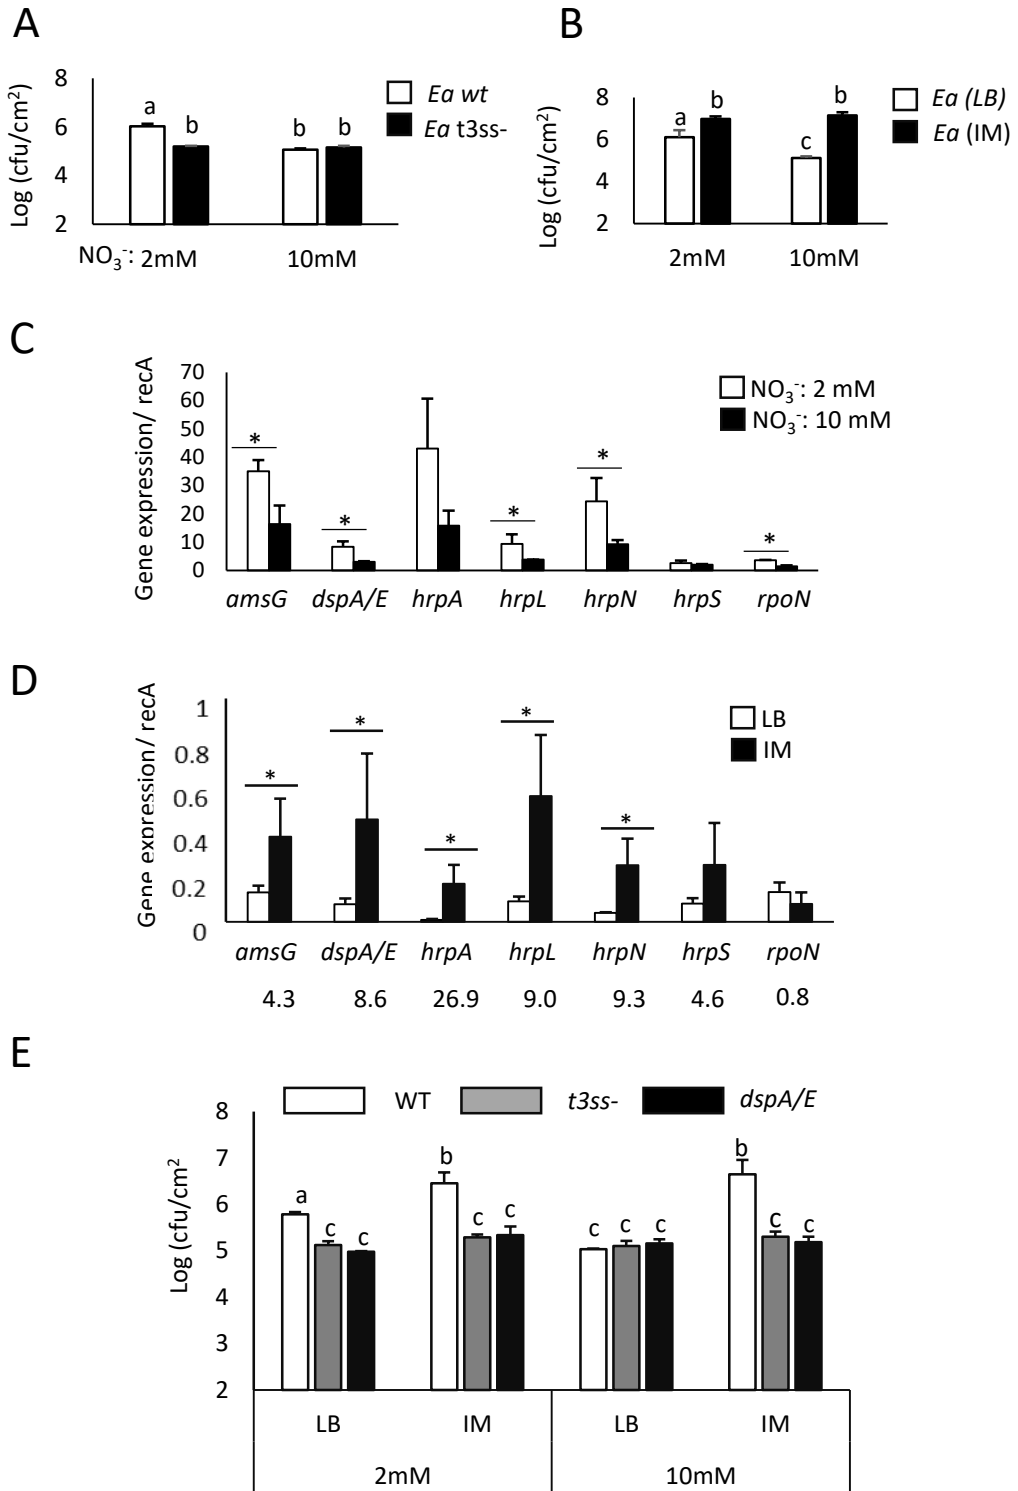 A
Log (cfu/cm²)
8
6
4
2
a
b
b
b
Ea wt
Ea t3ss-
NO₃⁻: 2mM
10mM
B
Log (cfu/cm²)
8
6
4
2
a
b
c
b
Ea (LB)
Ea (IM)
2mM
10mM
C
Gene expression/ recA
70
60
50
40
30
20
10
0
*
*
*
*
*
NO₃⁻: 2 mM
NO₃⁻: 10 mM
amsG dspA/E hrpA hrpL hrpN hrpS rpoN
D
Gene expression/ recA
1
0.8
0.6
0.4
0.2
0
*
*
*
*
*
LB
IM
amsG dspA/E hrpA hrpL hrpN hrpS rpoN
4.3 8.6 26.9 9.0 9.3 4.6 0.8
E
WT t3ss- dspA/E
Log (cfu/cm²
8
7
6
5
4
3
2
a
c
c
b
c
c
c
c
c
b
c
c
LB IM LB IM
2mM 10mM